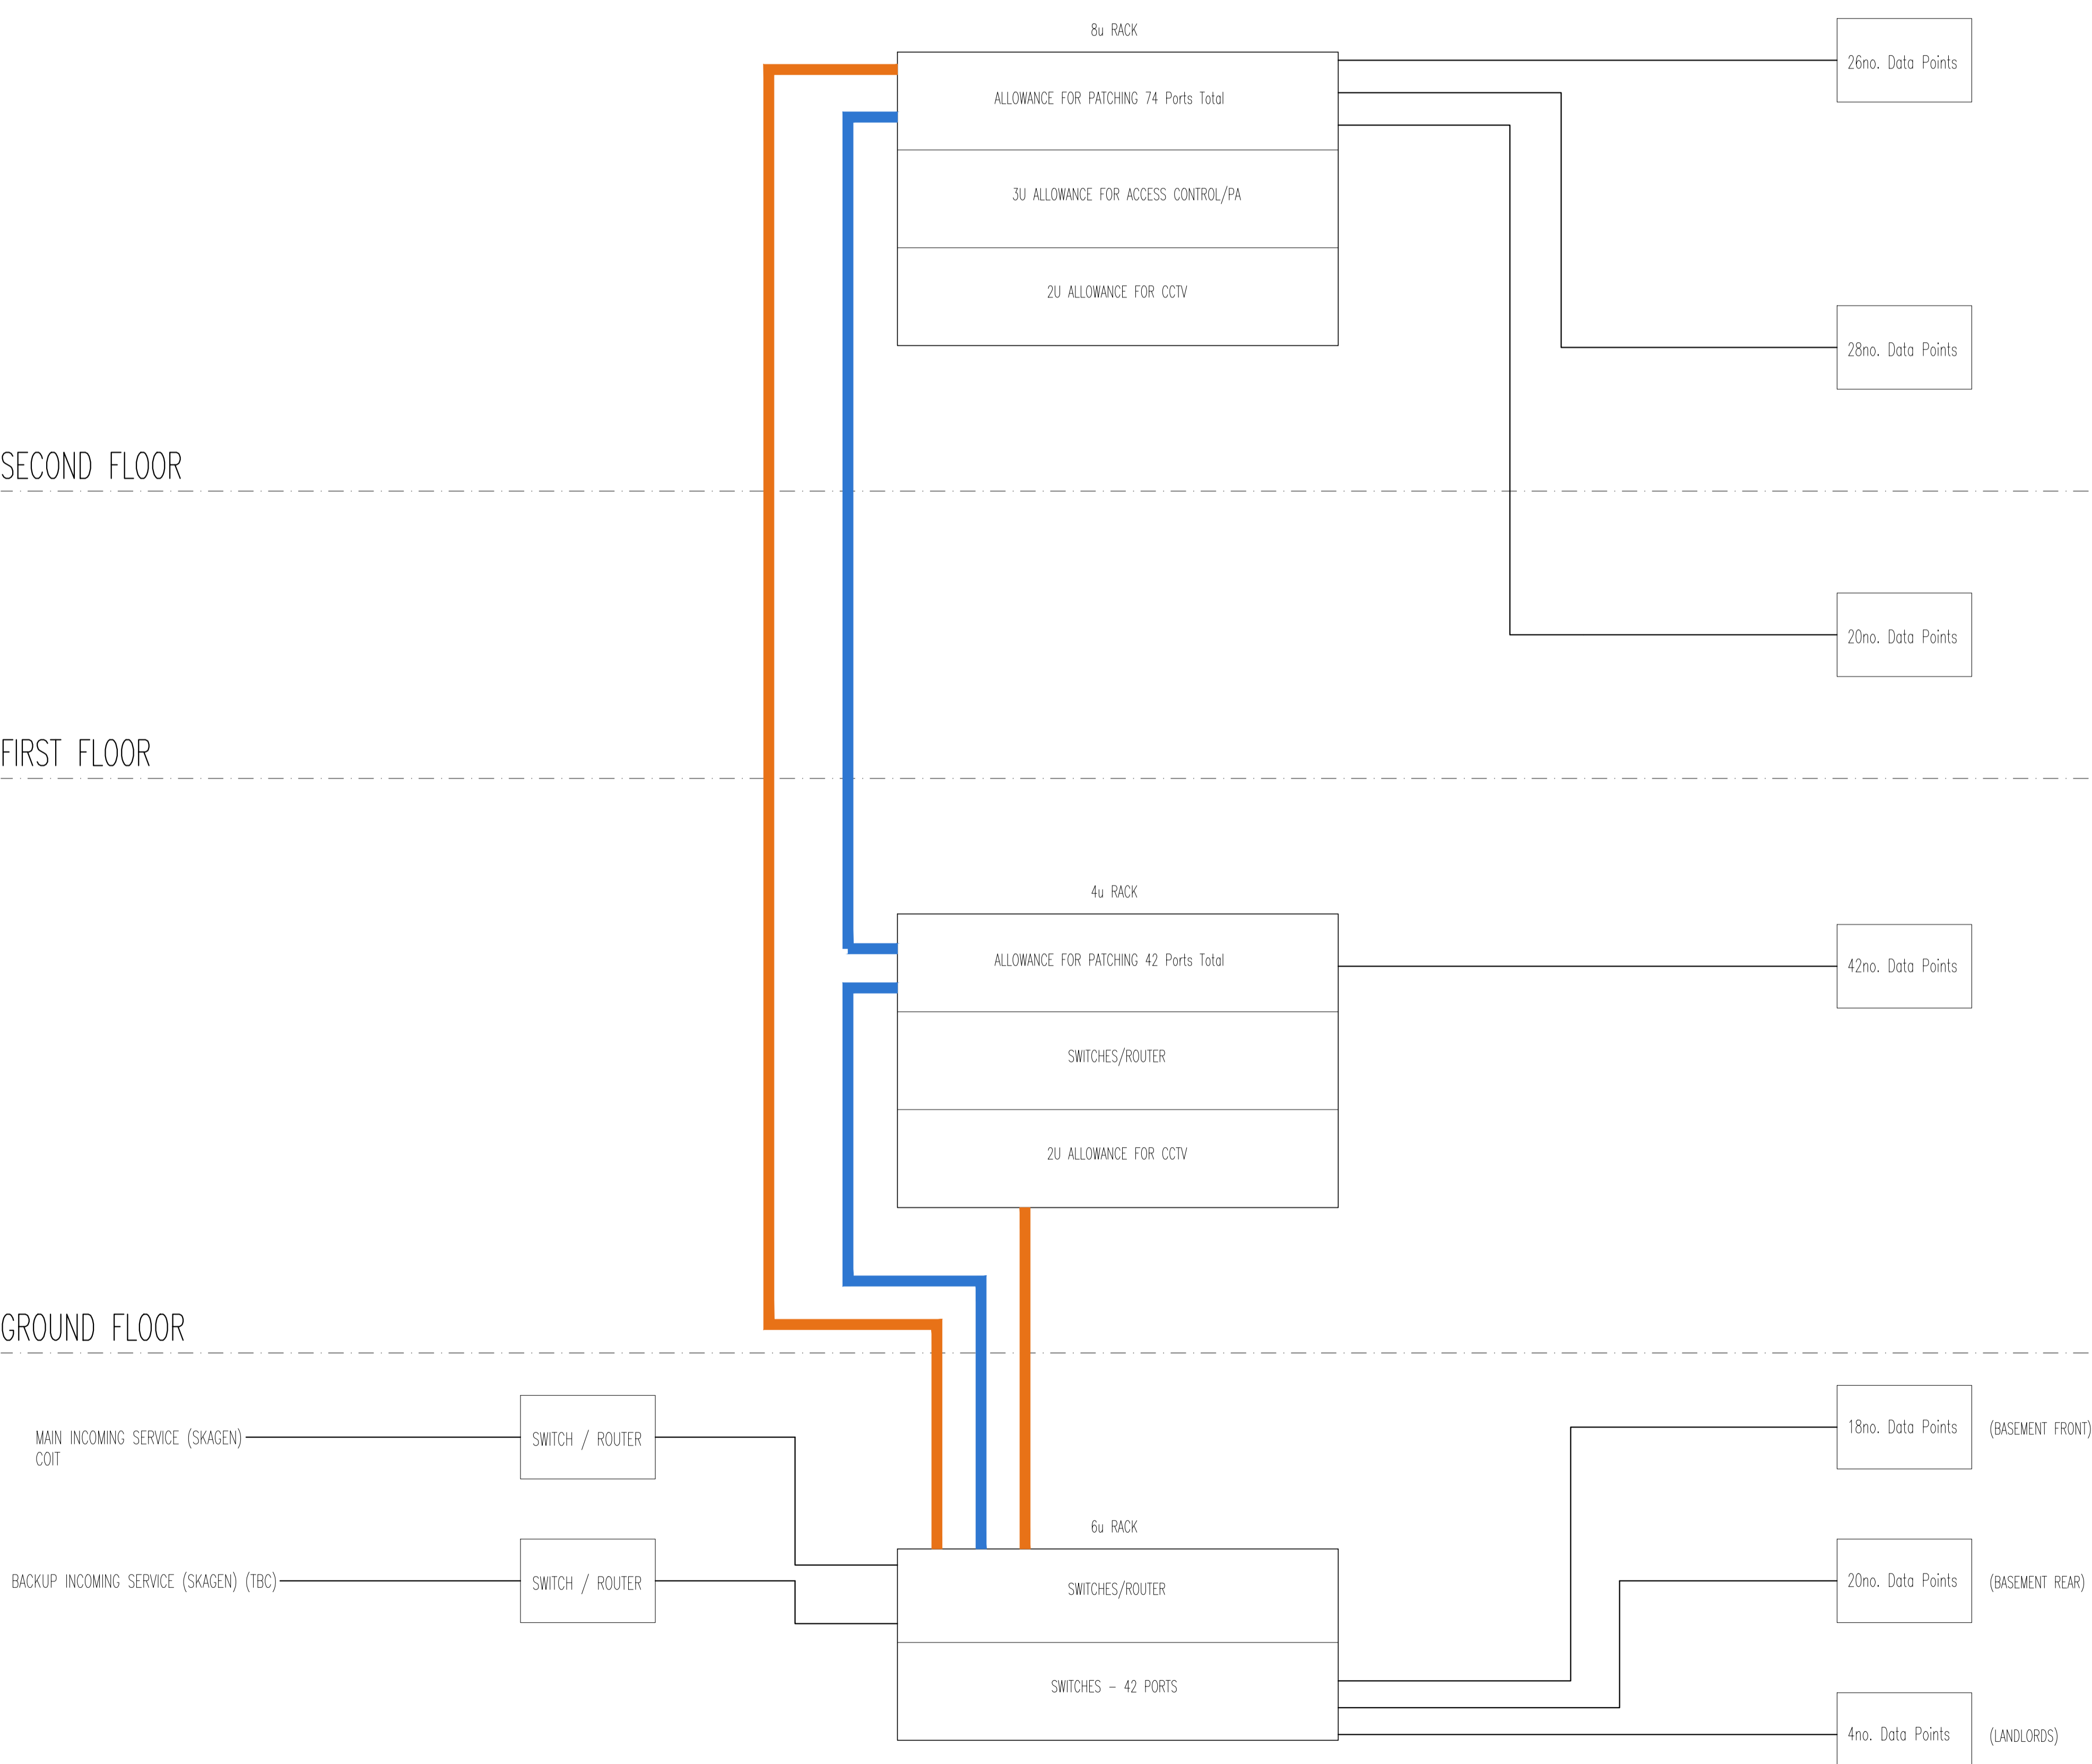 8u RACK
ALLOWANCE FOR PATCHING 74 Ports Total
3U ALLOWANCE FOR ACCESS CONTROL/PA
2U ALLOWANCE FOR CCTV
26no. Data Points
28no. Data Points
SECOND FLOOR
20no. Data Points
FIRST FLOOR
4u RACK
ALLOWANCE FOR PATCHING 42 Ports Total
SWITCHES/ROUTER
2U ALLOWANCE FOR CCTV
42no. Data Points
GROUND FLOOR
MAIN INCOMING SERVICE (SKAGEN)
COIT
SWITCH / ROUTER
BACKUP INCOMING SERVICE (SKAGEN) (TBC)
SWITCH / ROUTER
6u RACK
SWITCHES/ROUTER
SWITCHES - 42 PORTS
18no. Data Points
(BASEMENT FRONT)
20no. Data Points
(BASEMENT REAR)
4no. Data Points
(LANDLORDS)